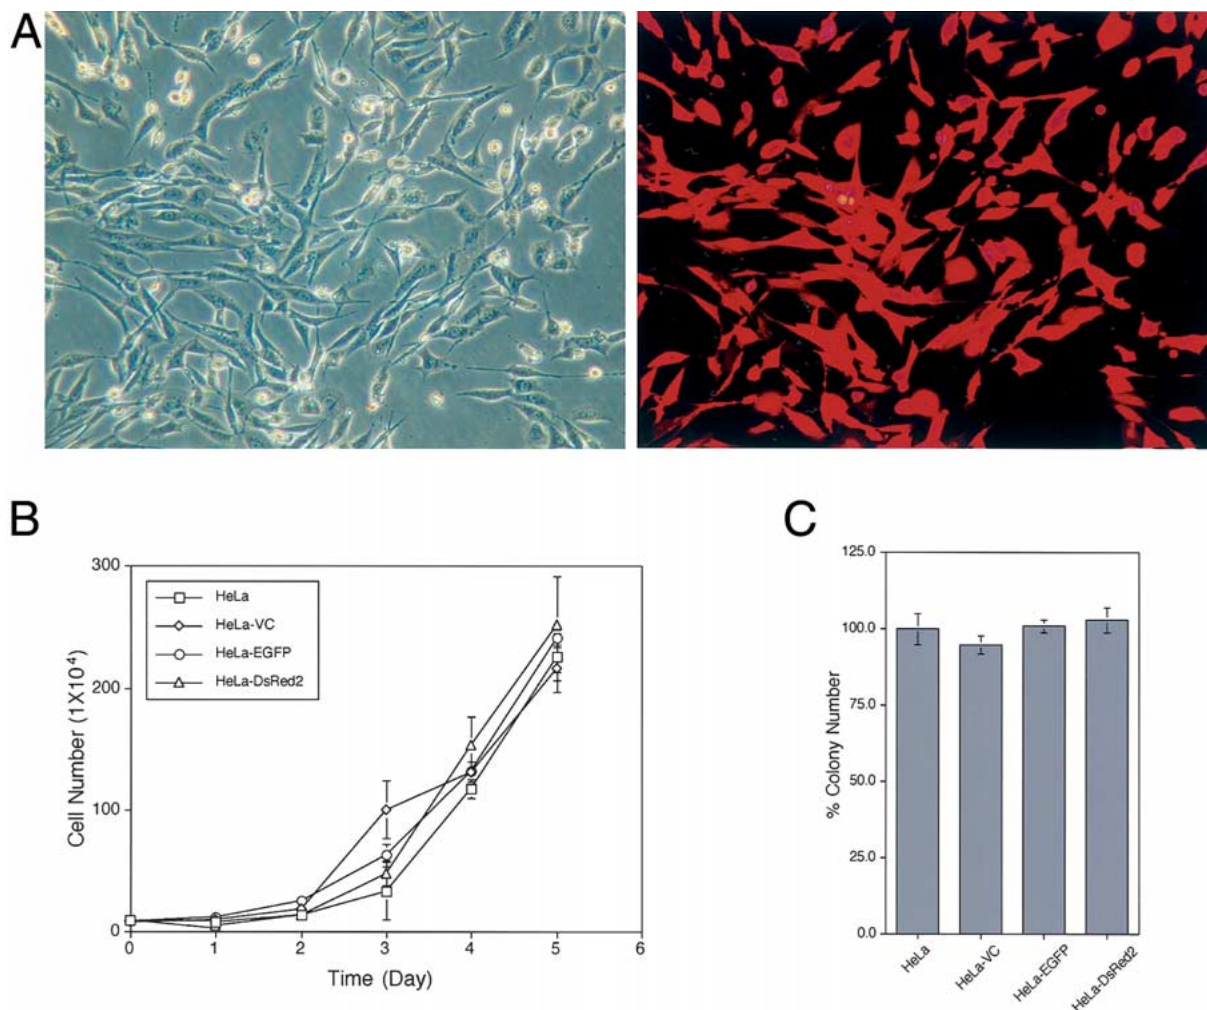 A
B
300
200
100
0
Cell Number (1X10⁴)
HeLa
HeLa-VC
HeLa-EGFP
HeLa-DsRed2
0 1 2 3 4 5 6
Time (Day)
C
125.0
100.0
75.0
50.0
25.0
0.0
% Colony Number
HeLa
HeLa-VC
HeLa-EGFP
HeLa-DsRed2